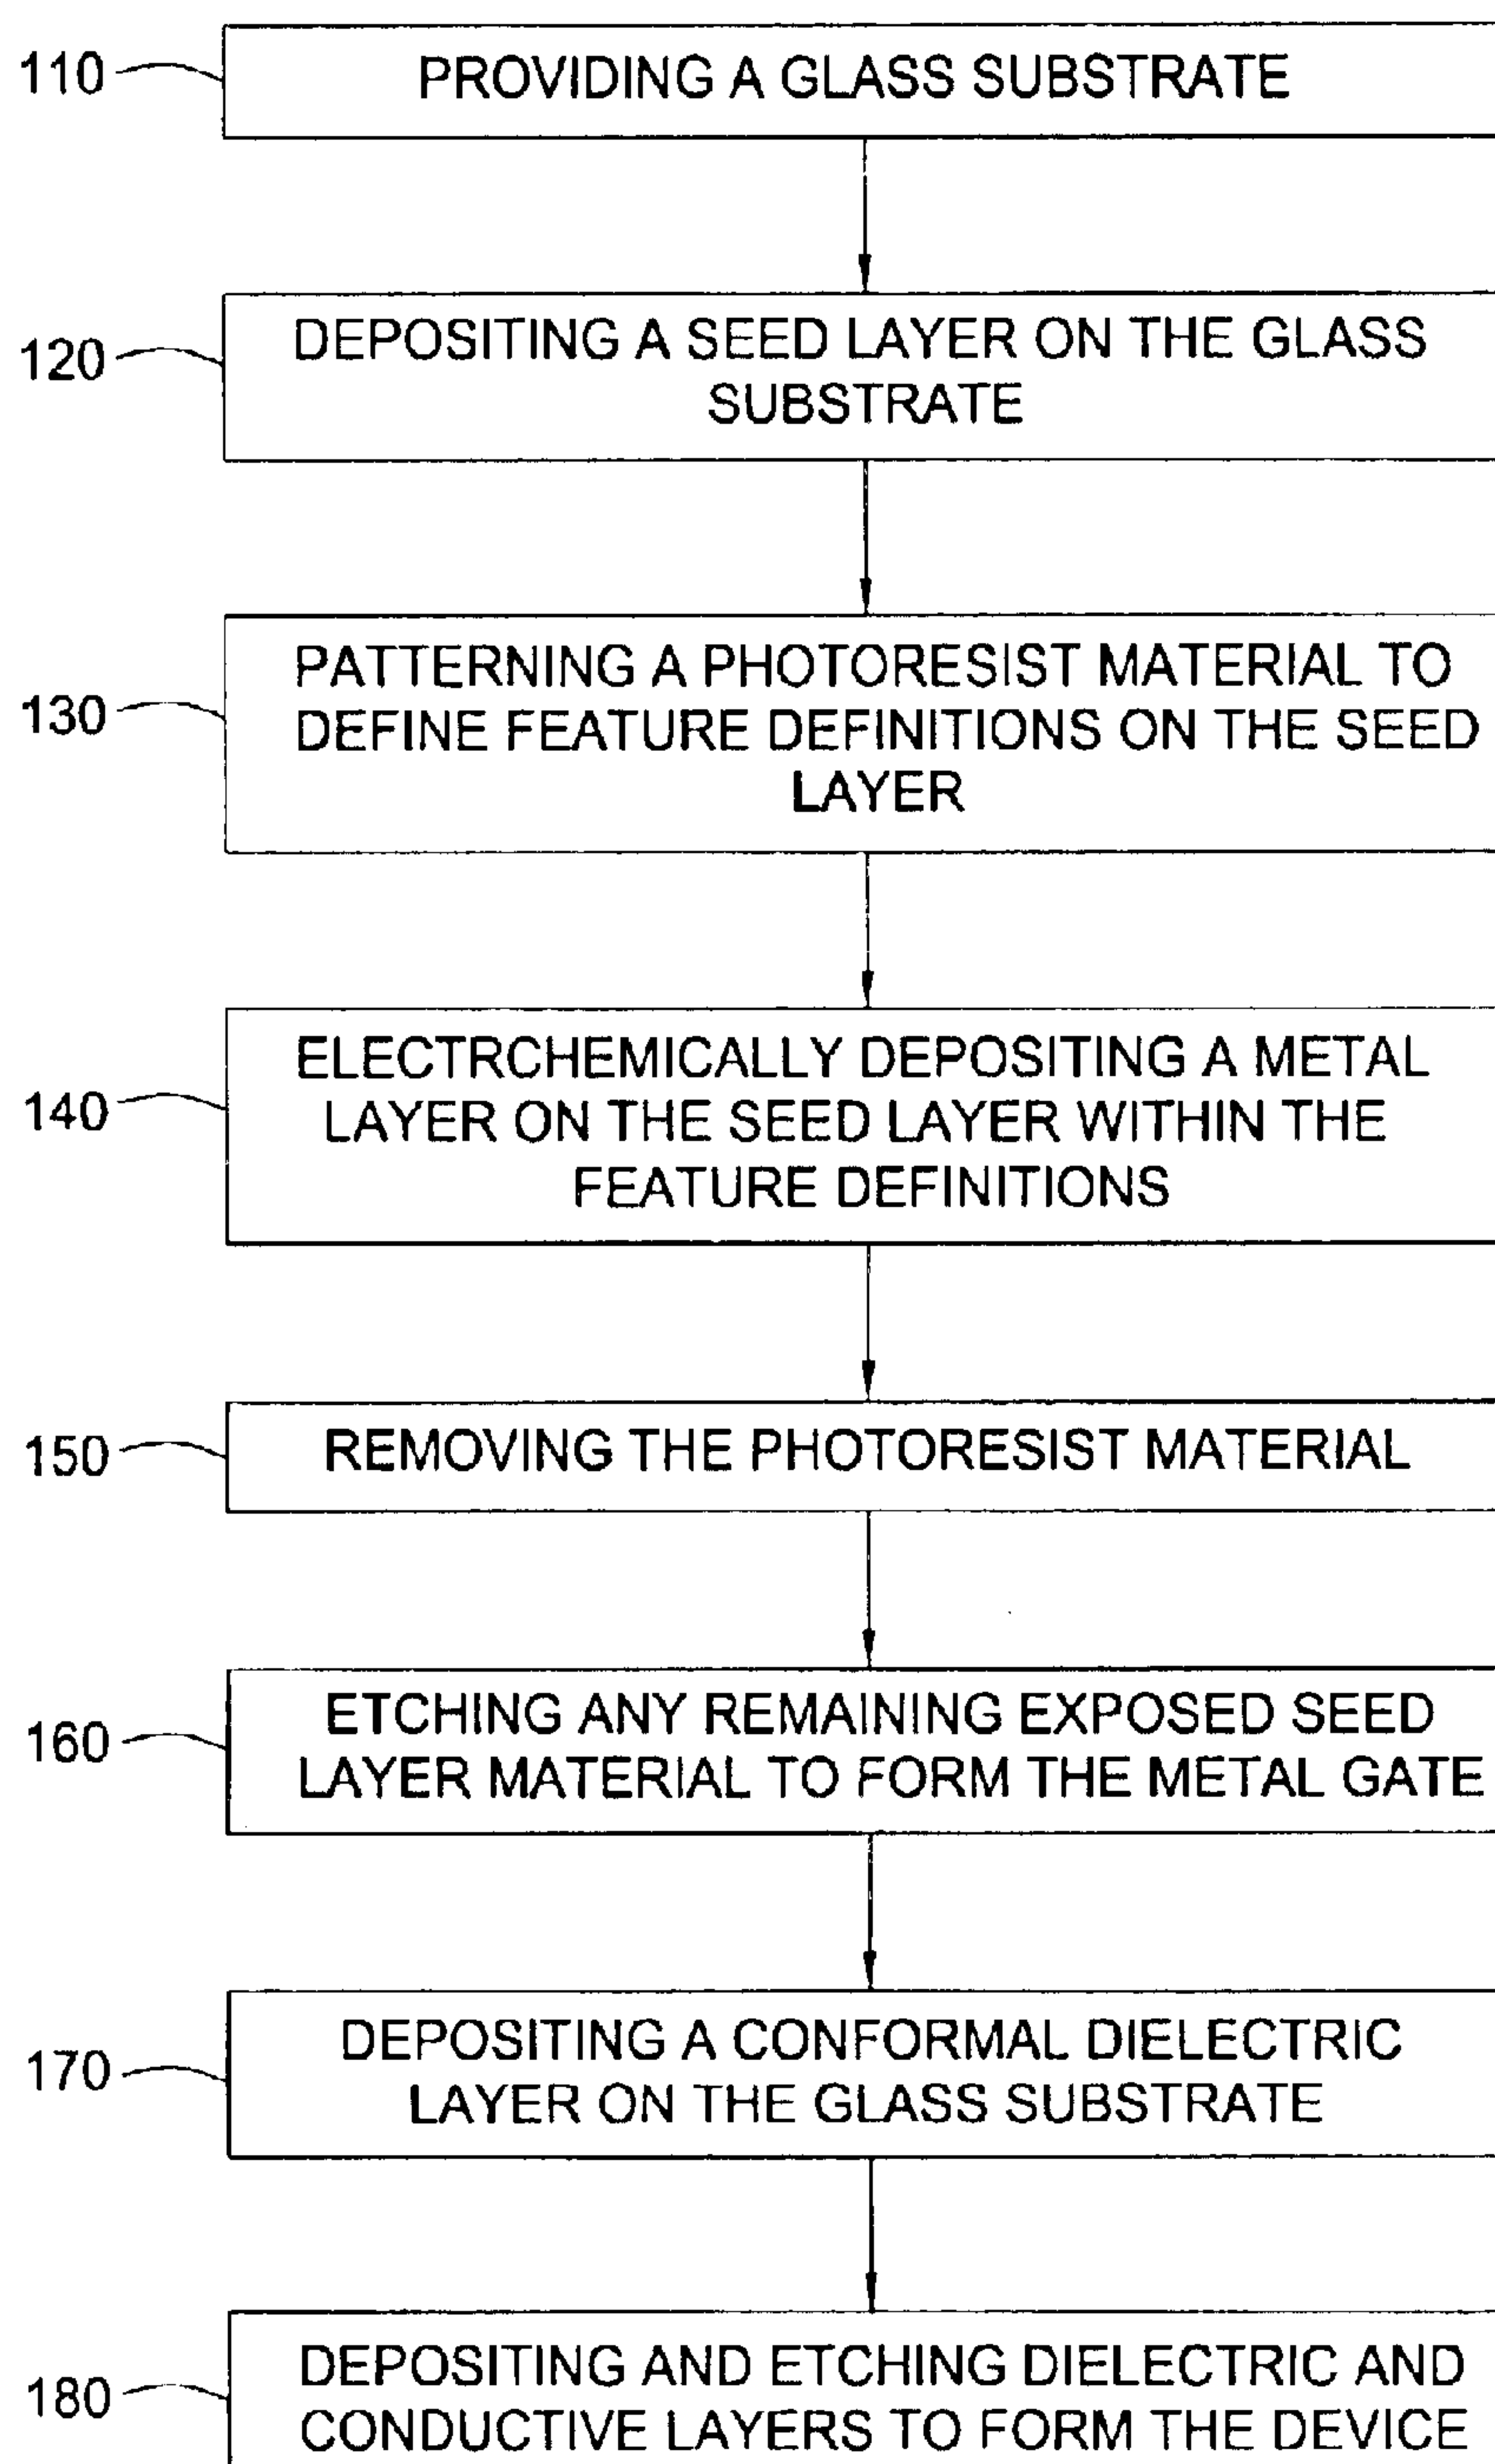 110
PROVIDING A GLASS SUBSTRATE
120
DEPOSITING A SEED LAYER ON THE GLASS
SUBSTRATE
130
PATTERNING A PHOTORESIST MATERIAL TO
DEFINE FEATURE DEFINITIONS ON THE SEED
LAYER
140
ELECTRCHEMICALLY DEPOSITING A METAL
LAYER ON THE SEED LAYER WITHIN THE
FEATURE DEFINITIONS
150
REMOVING THE PHOTORESIST MATERIAL
160
ETCHING ANY REMAINING EXPOSED SEED
LAYER MATERIAL TO FORM THE METAL GATE
170
DEPOSITING A CONFORMAL DIELECTRIC
LAYER ON THE GLASS SUBSTRATE
180
DEPOSITING AND ETCHING DIELECTRIC AND
CONDUCTIVE LAYERS TO FORM THE DEVICE